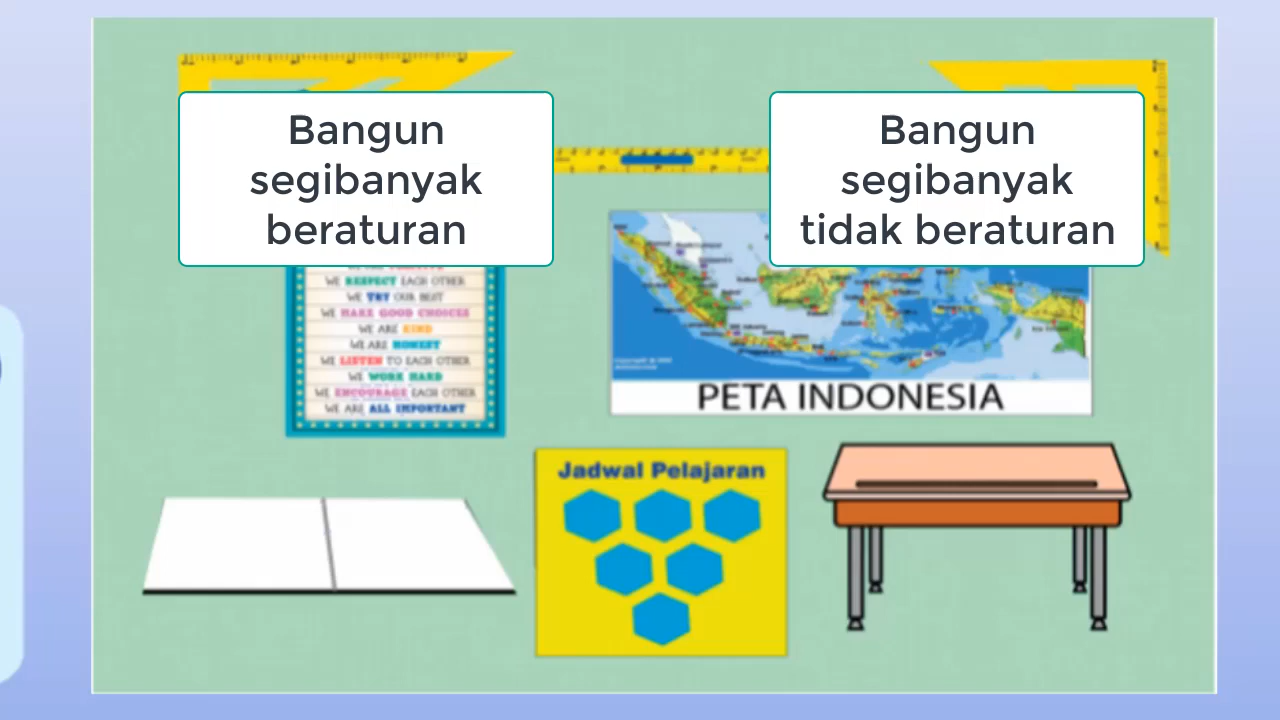 Bangun
segibanyak
beraturan
Bangun
segibanyak
tidak beraturan
WE RESPECT EACH OTHER
WE TRY OUR BEST
WE MAKE GOOD CHOICES
WE ARE KIND
WE ARE HONEST
WE LISTEN TO EACH OTHER
WE WORK HARD
WE ENCOURAGE EACH OTHER
WE ARE ALL IMPORTANT
PETA INDONESIA
Jadwal Pelajaran